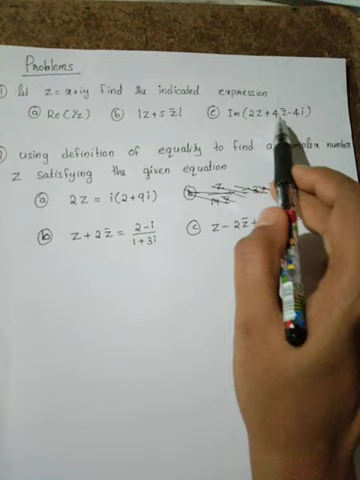 Problems
① let z = x+iy find the indicated expression
ⓐ Re(1/z) ⓑ |z+5z̄| ⓒ Im(2z+4z̄-4i)
using definition of equality to find a complex number
z satisfying the given equation
ⓐ 2z = i(2+9i)
ⓑ z+2z̄ = (2-i)/(1+3i) ⓒ z-2z̄+